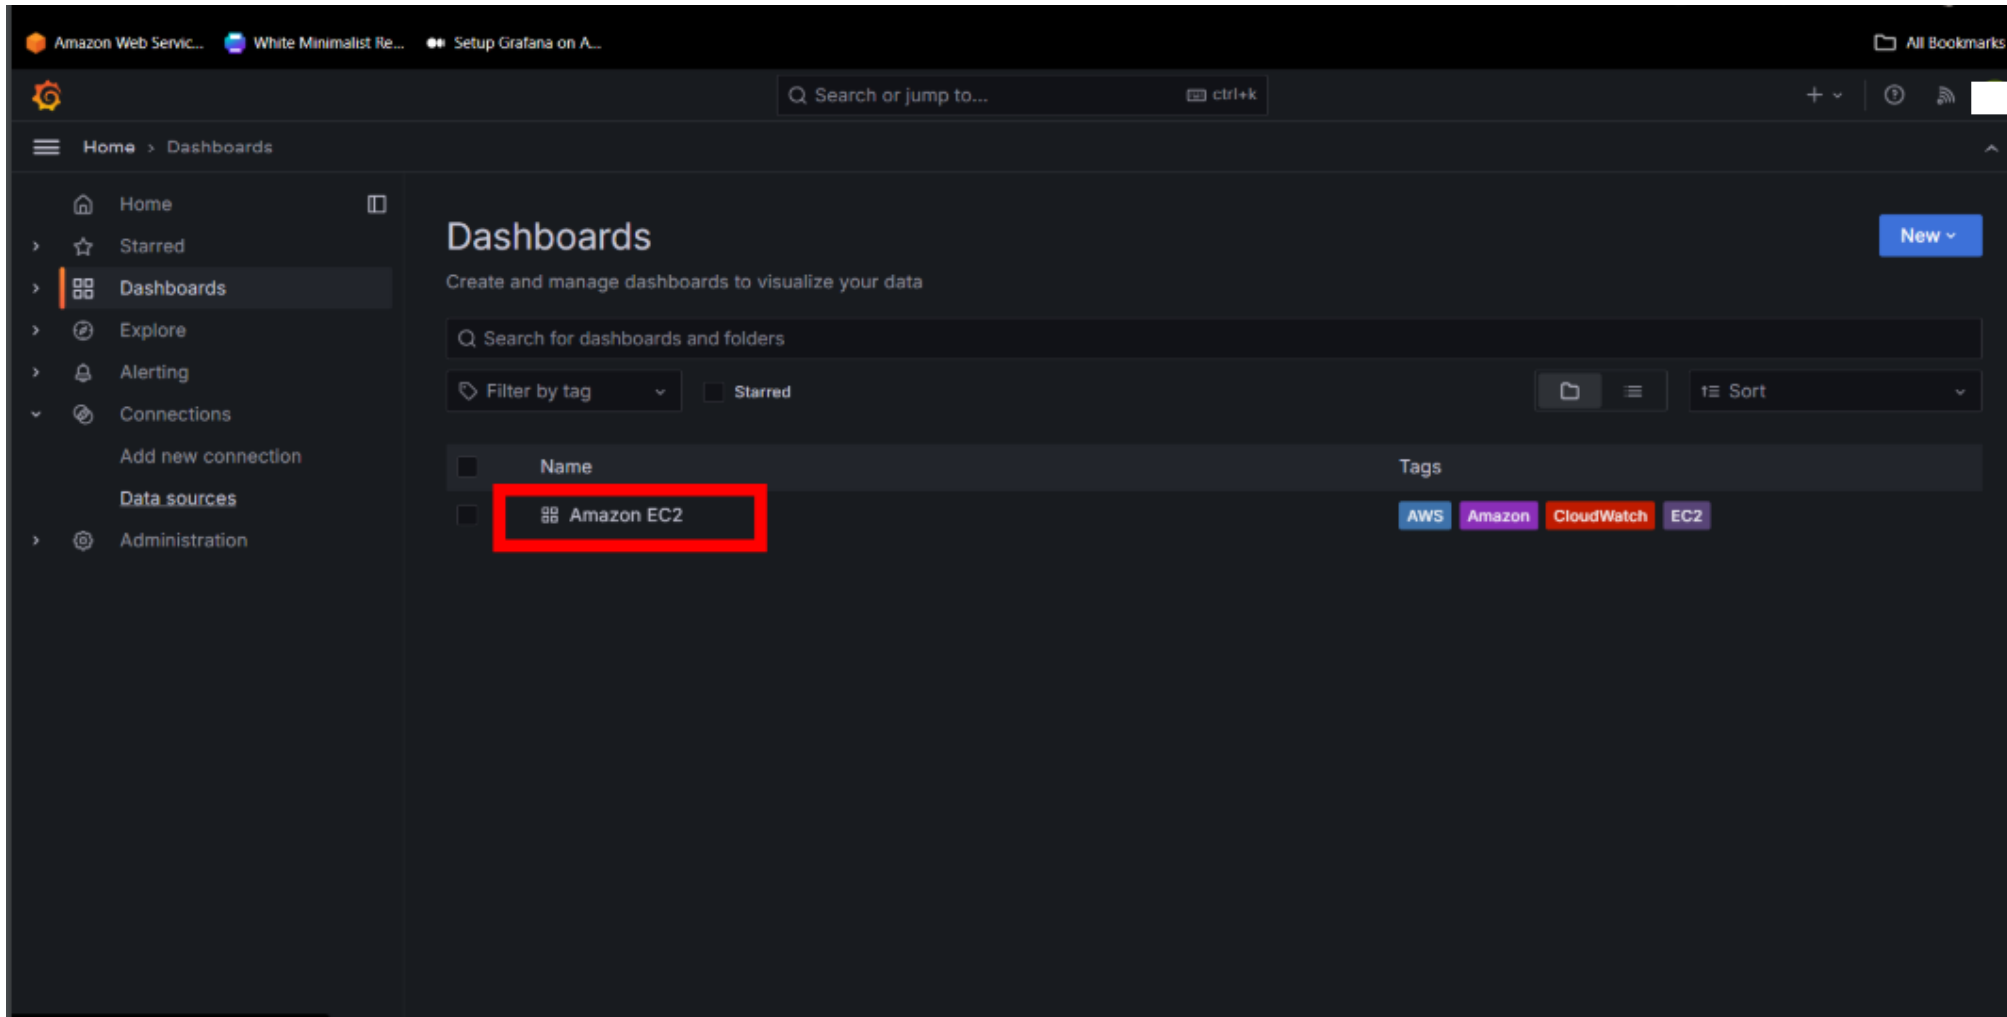 Amazon Web Servic... White Minimalist Re... Setup Grafana on A... All Bookmarks
Search or jump to... ctrl+k
Home > Dashboards
Home
Starred
Dashboards
Explore
Alerting
Connections
Add new connection
Data sources
Administration
Dashboards
New
Create and manage dashboards to visualize your data
Search for dashboards and folders
Filter by tag Starred Sort
Name Tags
Amazon EC2 AWS Amazon CloudWatch EC2